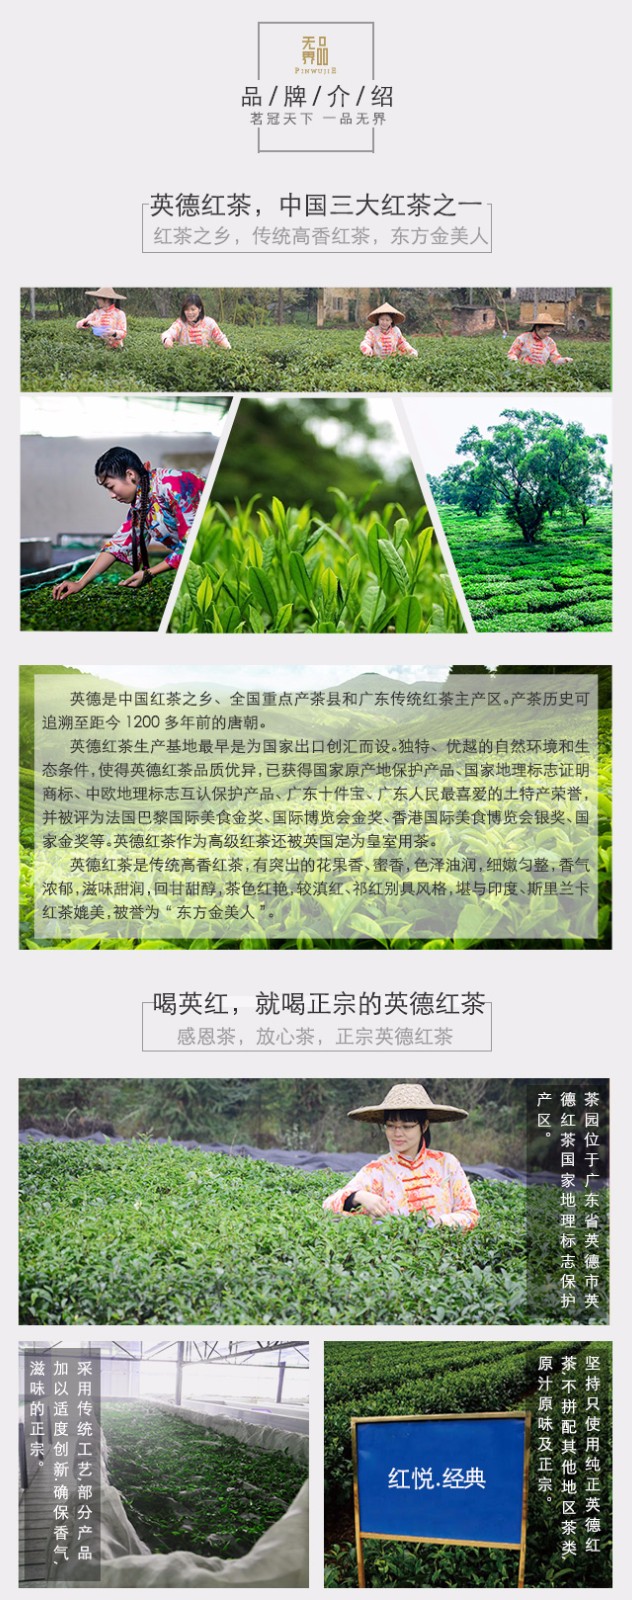 无界品
PINWUJIE
品/牌/介/绍
茗冠天下 一品无界
英德红茶，中国三大红茶之一
红茶之乡，传统高香红茶，东方金美人
英德是中国红茶之乡、全国重点产茶县和广东传统红茶主产区。产茶历史可
追溯至距今 1200 多年前的唐朝。
英德红茶生产基地最早是为国家出口创汇而设。独特、优越的自然环境和生
态条件，使得英德红茶品质优异，已获得国家原产地保护产品、国家地理标志证明
商标、中欧地理标志互认保护产品、广东十件宝、广东人民最喜爱的土特产荣誉，
并被评为法国巴黎国际美食金奖、国际博览会金奖、香港国际美食博览会银奖、国
家金奖等。英德红茶作为高级红茶还被英国定为皇室用茶。
英德红茶是传统高香红茶，有突出的花果香、蜜香，色泽油润，细嫩匀整，香气
浓郁，滋味甜润，回甘甜醇，茶色红艳，较滇红、祁红别具风格，堪与印度、斯里兰卡
红茶媲美，被誉为“东方金美人”。
喝英红，就喝正宗的英德红茶
感恩茶，放心茶，正宗英德红茶
茶园位于广东省英德市英
德红茶国家地理标志保护
产区。
采用传统工艺，部分产品
加以适度创新确保香气，
滋味的正宗。
坚持只使用纯正英德红
茶，不拼配其他地区茶类，
原汁原味及正宗。
红悦.经典